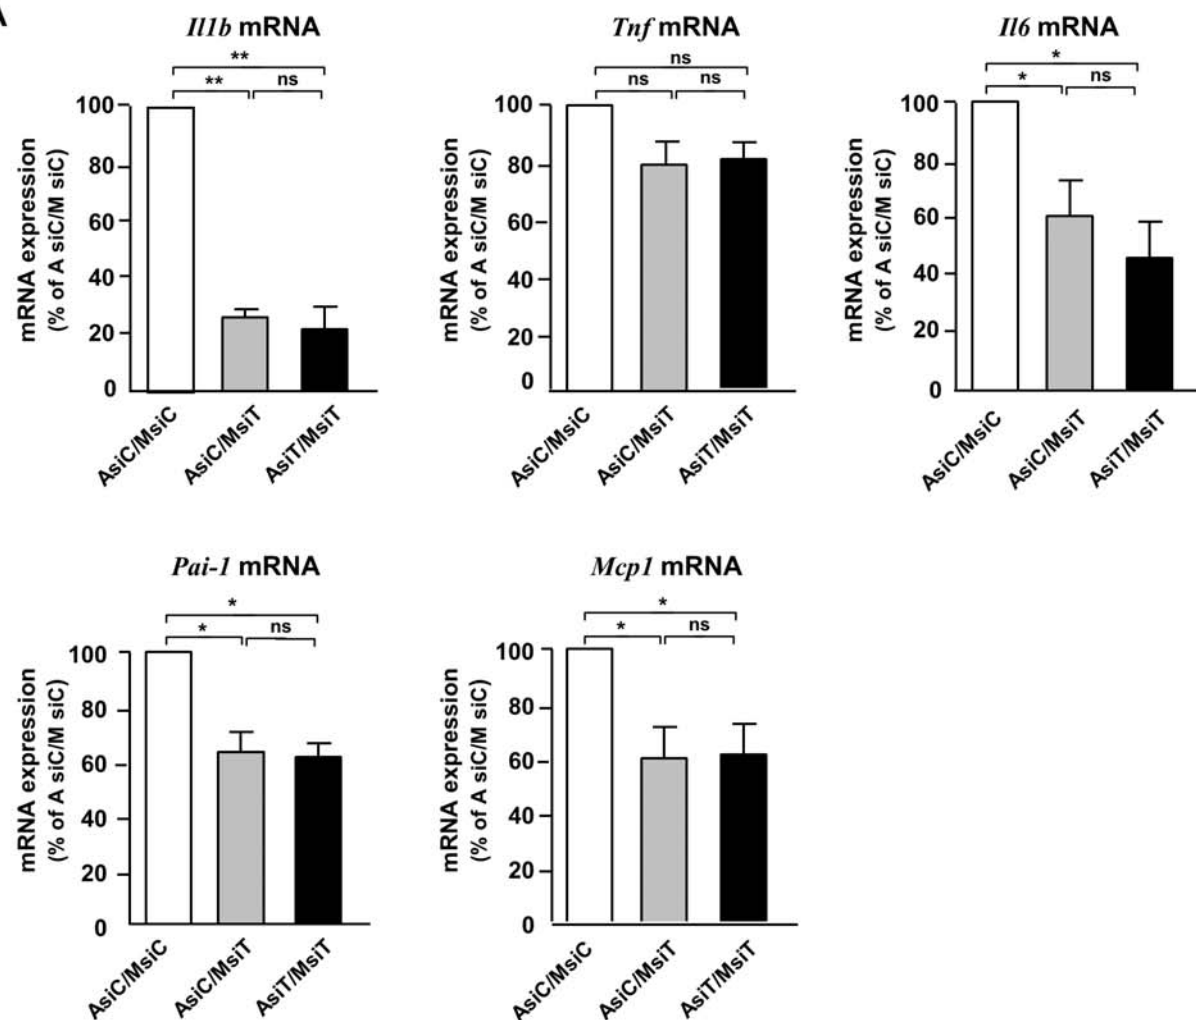 A
Il1b mRNA
**
**
ns
100
80
60
40
20
0
mRNA expression
(% of A siC/M siC)
AsiC/MsiC
AsiC/MsiT
AsiT/MsiT
Tnf mRNA
ns
ns
ns
100
80
60
40
20
0
mRNA expression
(% of A siC/M siC)
AsiC/MsiC
AsiC/MsiT
AsiT/MsiT
Il6 mRNA
*
*
ns
100
80
60
40
20
0
mRNA expression
(% of A siC/M siC)
AsiC/MsiC
AsiC/MsiT
AsiT/MsiT
Pai-1 mRNA
*
*
ns
100
80
60
40
20
0
mRNA expression
(% of A siC/M siC)
AsiC/MsiC
AsiC/MsiT
AsiT/MsiT
Mcp1 mRNA
*
*
ns
100
80
60
40
20
0
mRNA expression
(% of A siC/M siC)
AsiC/MsiC
AsiC/MsiT
AsiT/MsiT